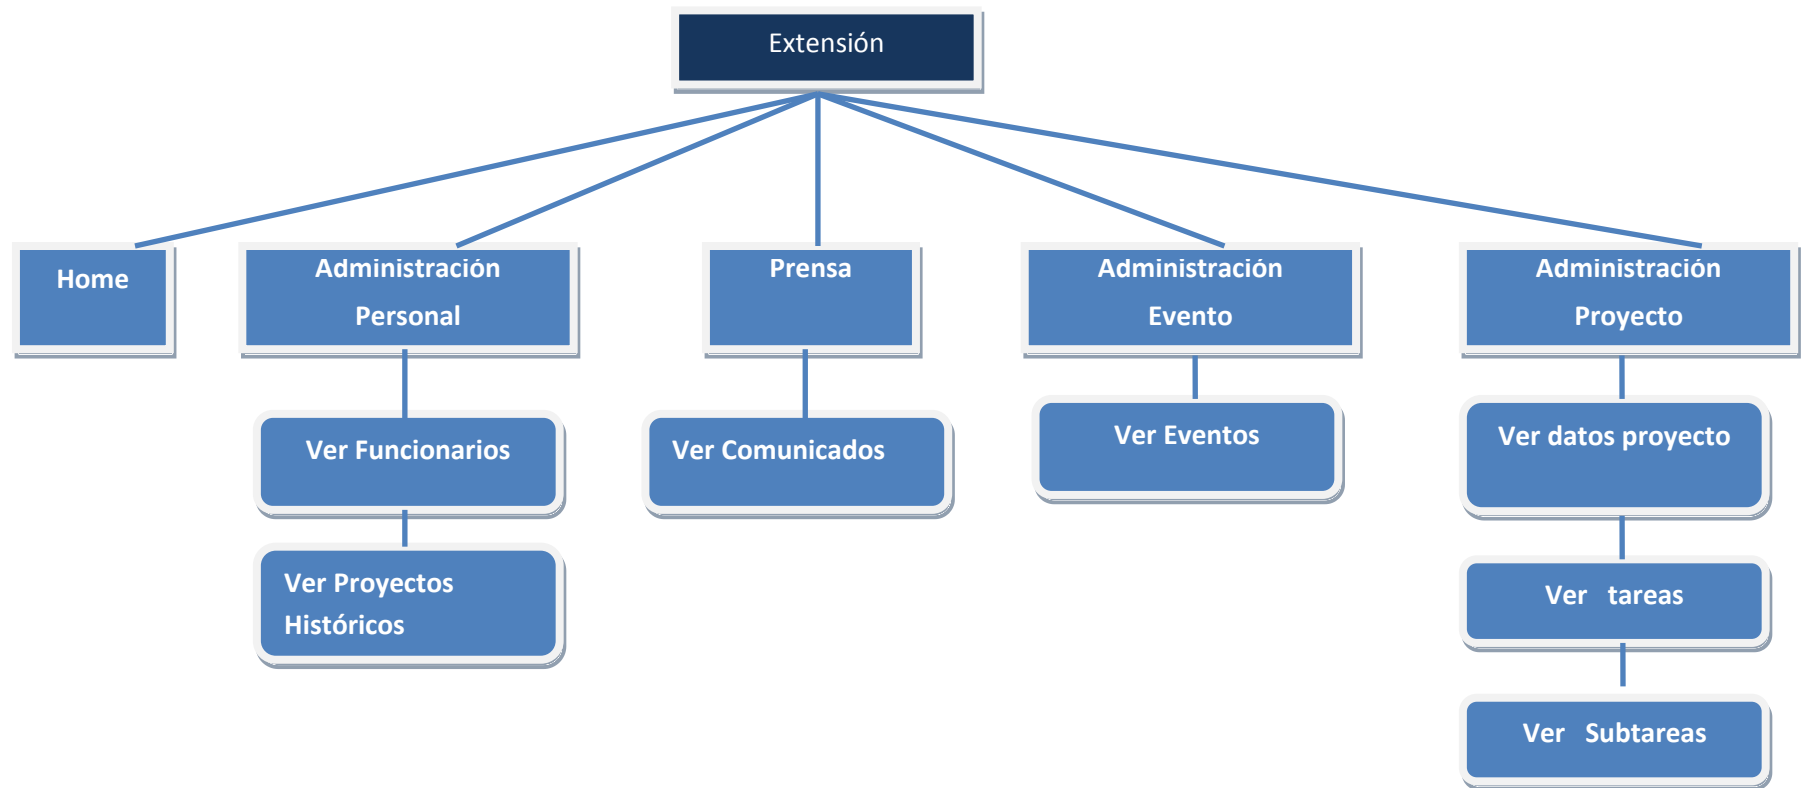 Extensión
Home
Administración
Personal
Prensa
Administración
Evento
Administración
Proyecto
Ver Funcionarios
Ver Comunicados
Ver Eventos
Ver datos proyecto
Ver Proyectos
Históricos
Ver   tareas
Ver   Subtareas